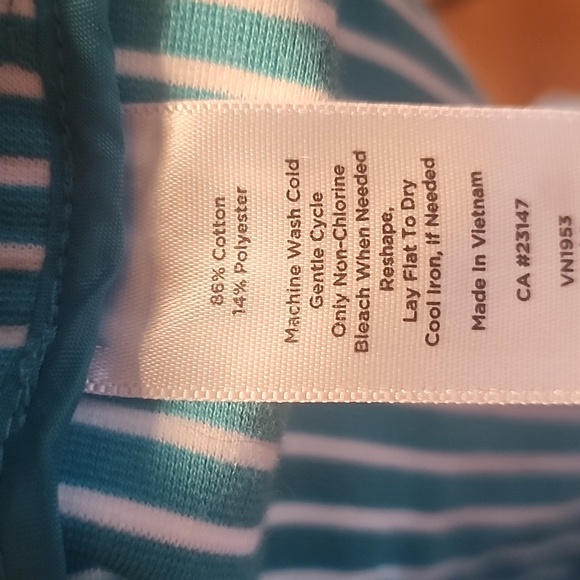 86% Cotton
14% Polyester
Machine Wash Cold
Gentle Cycle
Only Non-Chlorine
Bleach When Needed
Reshape,
Lay Flat To Dry
Cool Iron, If Needed
Made In Vietnam
CA #23147
VN1953